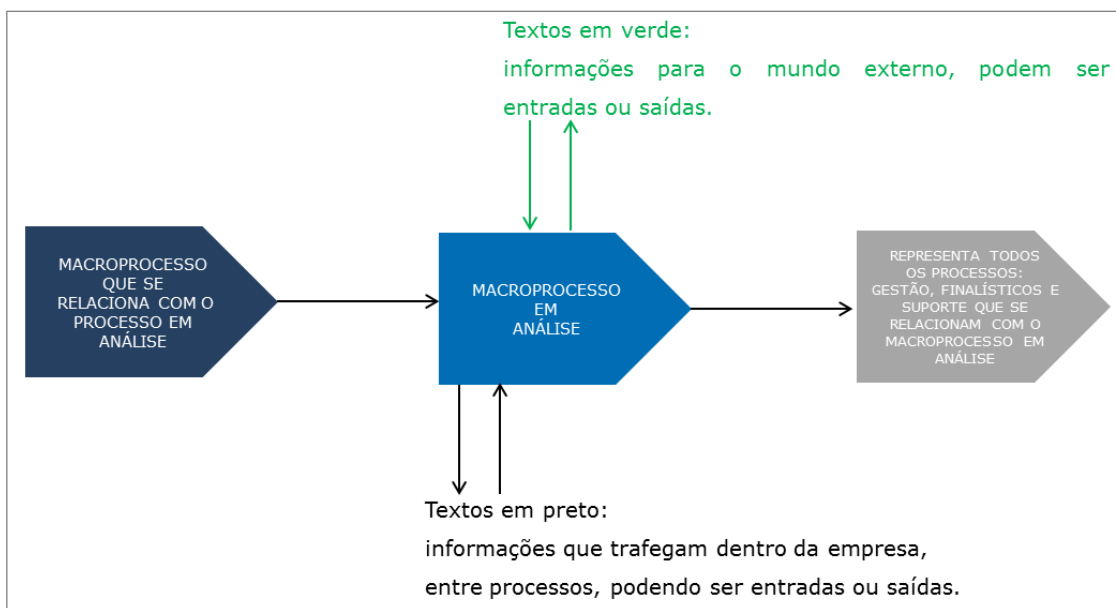 Textos em verde:
informações para o mundo externo, podem ser
entradas ou saídas.
MACROPROCESSO
QUE SE
RELACIONA COM O
PROCESSO EM
ANÁLISE
MACROPROCESSO
EM
ANÁLISE
REPRESENTA TODOS
OS PROCESSOS:
GESTÃO, FINALÍSTICOS E
SUPORTE QUE SE
RELACIONAM COM O
MACROPROCESSO EM
ANÁLISE
Textos em preto:
informações que trafegam dentro da empresa,
entre processos, podendo ser entradas ou saídas.